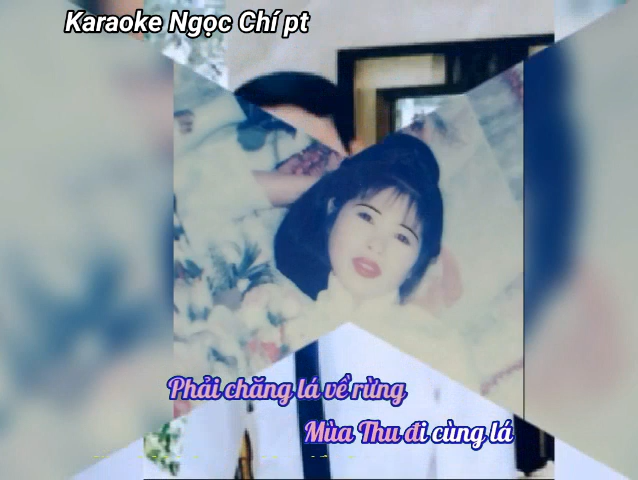 Karaoke Ngọc Chí pt
Phải chăng lá về rừng
Mùa Thu đi cùng lá